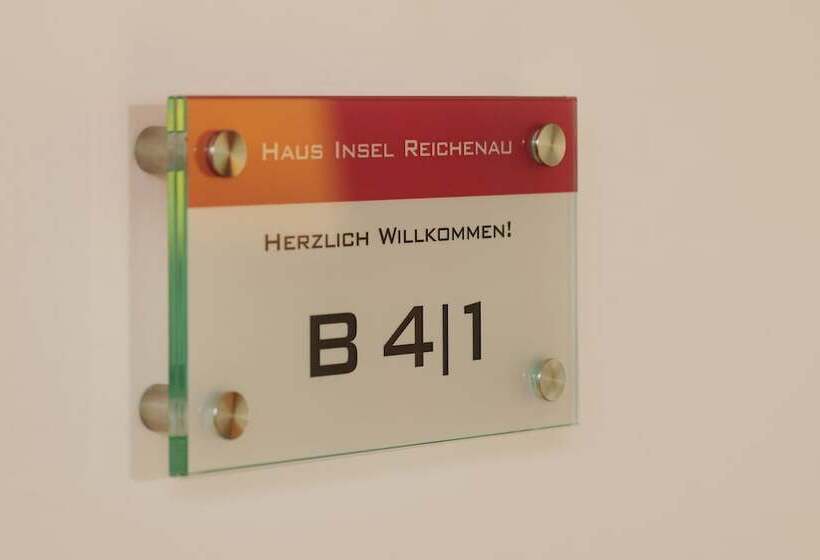 Haus Insel Reichenau
Herzlich Willkommen!
B 4|1